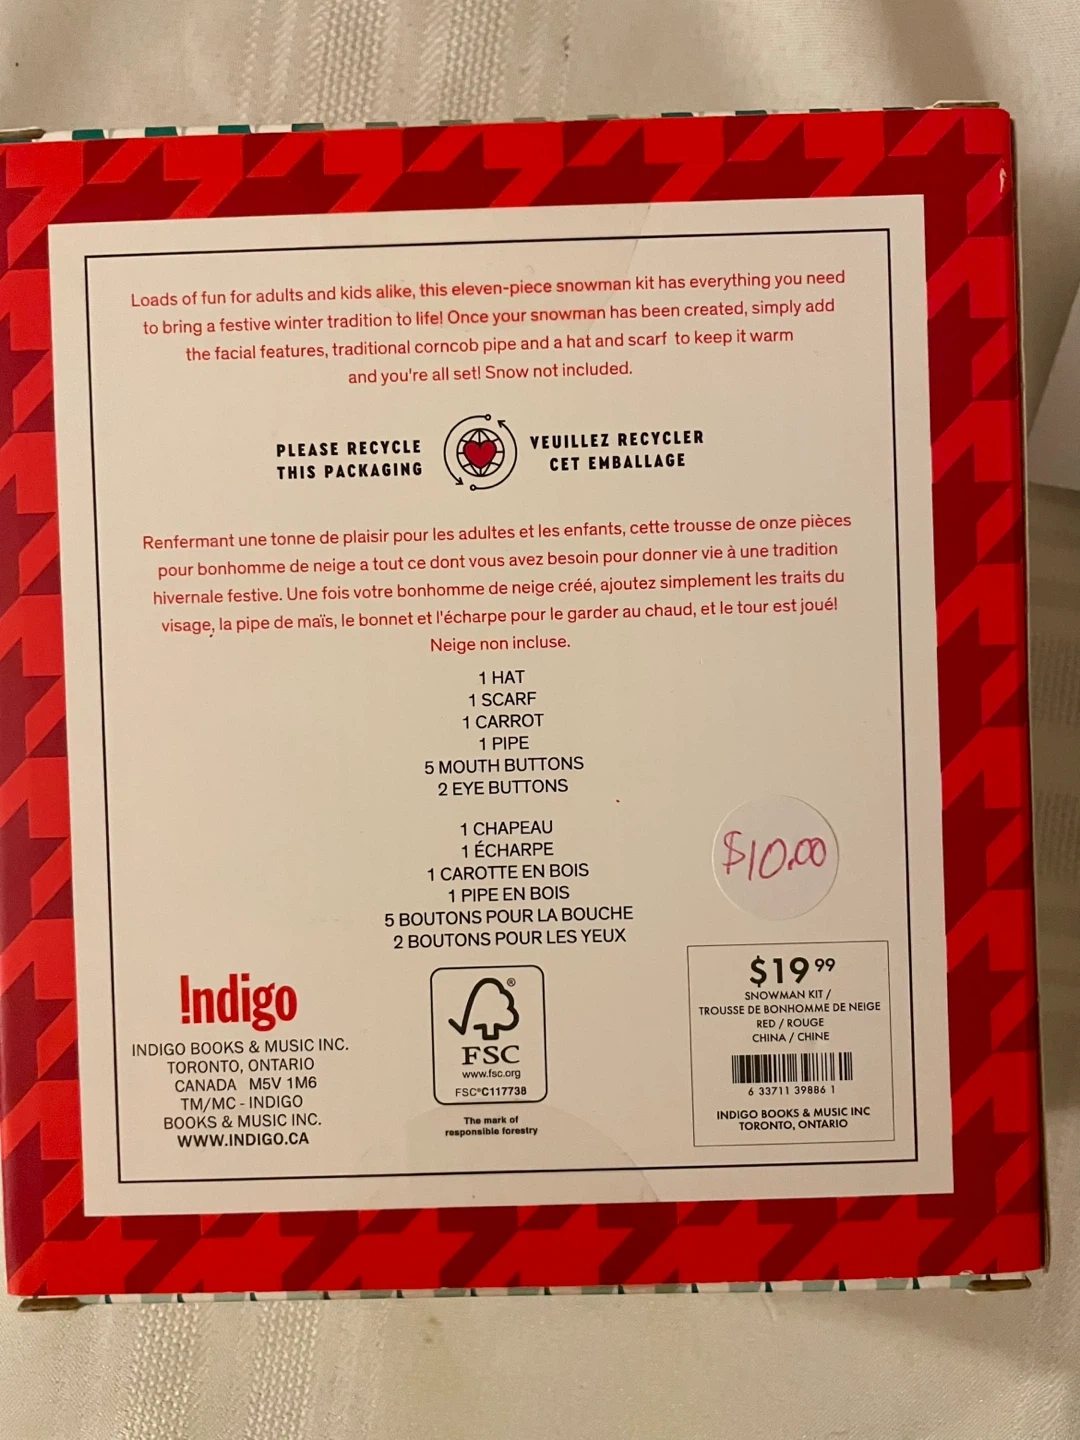 Loads of fun for adults and kids alike, this eleven-piece snowman kit has everything you need
to bring a festive winter tradition to life! Once your snowman has been created, simply add
the facial features, traditional corncob pipe and a hat and scarf to keep it warm
and you're all set! Snow not included.
PLEASE RECYCLE
THIS PACKAGING
VEUILLEZ RECYCLER
CET EMBALLAGE
Renfermant une tonne de plaisir pour les adultes et les enfants, cette trousse de onze pièces
pour bonhomme de neige a tout ce dont vous avez besoin pour donner vie à une tradition
hivernale festive. Une fois votre bonhomme de neige créé, ajoutez simplement les traits du
visage, la pipe de maïs, le bonnet et l'écharpe pour le garder au chaud, et le tour est joué!
Neige non incluse.
1 HAT
1 SCARF
1 CARROT
1 PIPE
5 MOUTH BUTTONS
2 EYE BUTTONS
1 CHAPEAU
1 ÉCHARPE
1 CAROTTE EN BOIS
1 PIPE EN BOIS
5 BOUTONS POUR LA BOUCHE
2 BOUTONS POUR LES YEUX
$10.00
!ndigo
INDIGO BOOKS & MUSIC INC.
TORONTO, ONTARIO
CANADA M5V 1M6
TM/MC - INDIGO
BOOKS & MUSIC INC.
WWW.INDIGO.CA
®
FSC
www.fsc.org
FSC® C117738
The mark of
responsible forestry
$19.99
SNOWMAN KIT /
TROUSSE DE BONHOMME DE NEIGE
RED / ROUGE
CHINA / CHINE
6 33711 39886 1
INDIGO BOOKS & MUSIC INC
TORONTO, ONTARIO